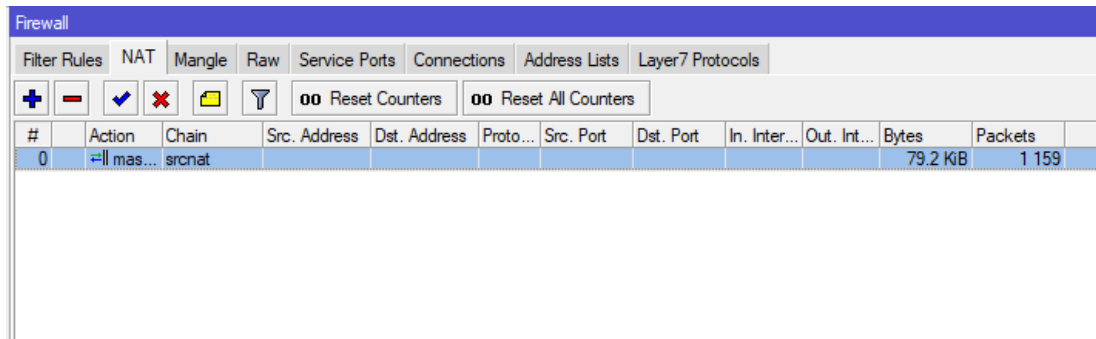 Firewall
Filter Rules NAT Mangle Raw Service Ports Connections Address Lists Layer7 Protocols
00 Reset Counters 00 Reset All Counters
# Action Chain Src. Address Dst. Address Proto... Src. Port Dst. Port In. Inter... Out. Int... Bytes Packets
0 mas... srcnat 79.2 KiB 1 159